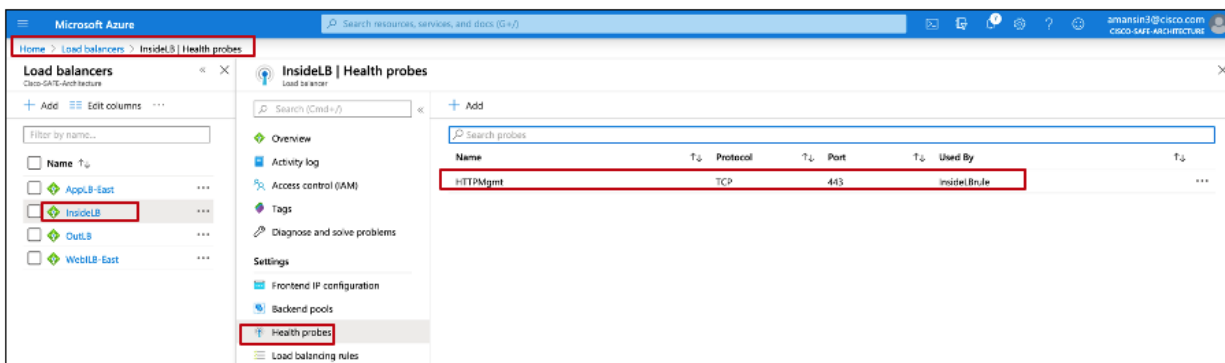 Microsoft Azure
Search resources, services, and docs (G+/)
amansin3@cisco.com
CISCO-SAFE-ARCHITECTURE
Home > Load balancers > InsideLB | Health probes
Load balancers
Cisco-SAFE-Architecture
InsideLB | Health probes
Load balancer
+ Add Edit columns ...
Search (Cmd+/)
+ Add
Filter by name...
Search probes
Overview
Name
Activity log
Name Protocol Port Used By
AppLB-East ...
Access control (IAM)
HTTPMgmt TCP 443 InsideLBrule ...
InsideLB ...
Tags
OutLB ...
Diagnose and solve problems
WebILB-East ...
Settings
Frontend IP configuration
Backend pools
Health probes
Load balancing rules